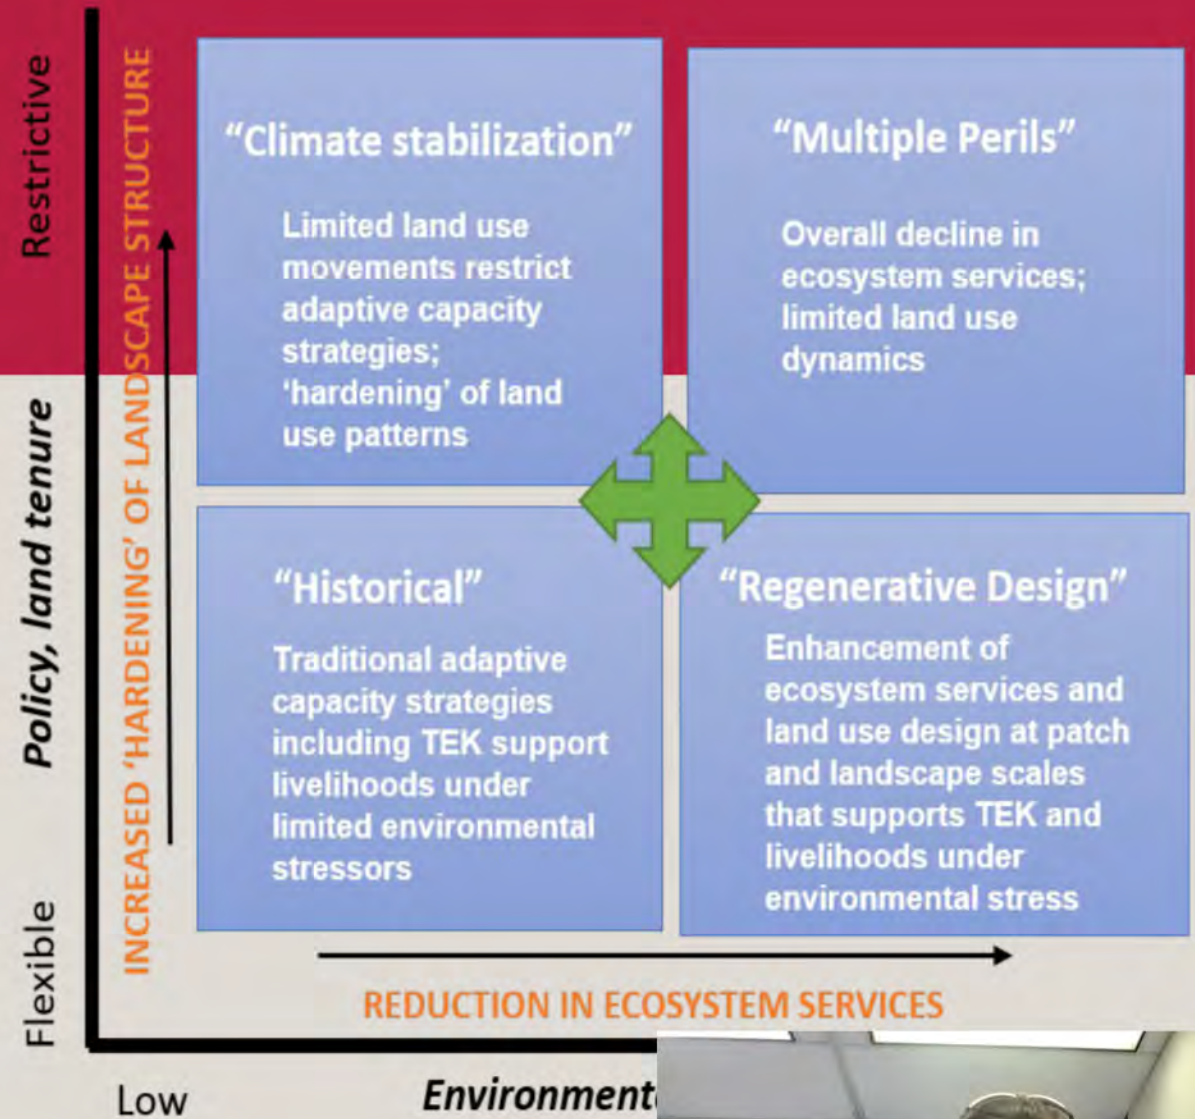 Restrictive
Policy, land tenure
Flexible
INCREASED 'HARDENING' OF LANDSCAPE STRUCTURE
“Climate stabilization”
Limited land use
movements restrict
adaptive capacity
strategies;
‘hardening’ of land
use patterns
“Multiple Perils”
Overall decline in
ecosystem services;
limited land use
dynamics
“Historical”
Traditional adaptive
capacity strategies
including TEK support
livelihoods under
limited environmental
stressors
“Regenerative Design”
Enhancement of
ecosystem services and
land use design at patch
and landscape scales
that supports TEK and
livelihoods under
environmental stress
REDUCTION IN ECOSYSTEM SERVICES
Low